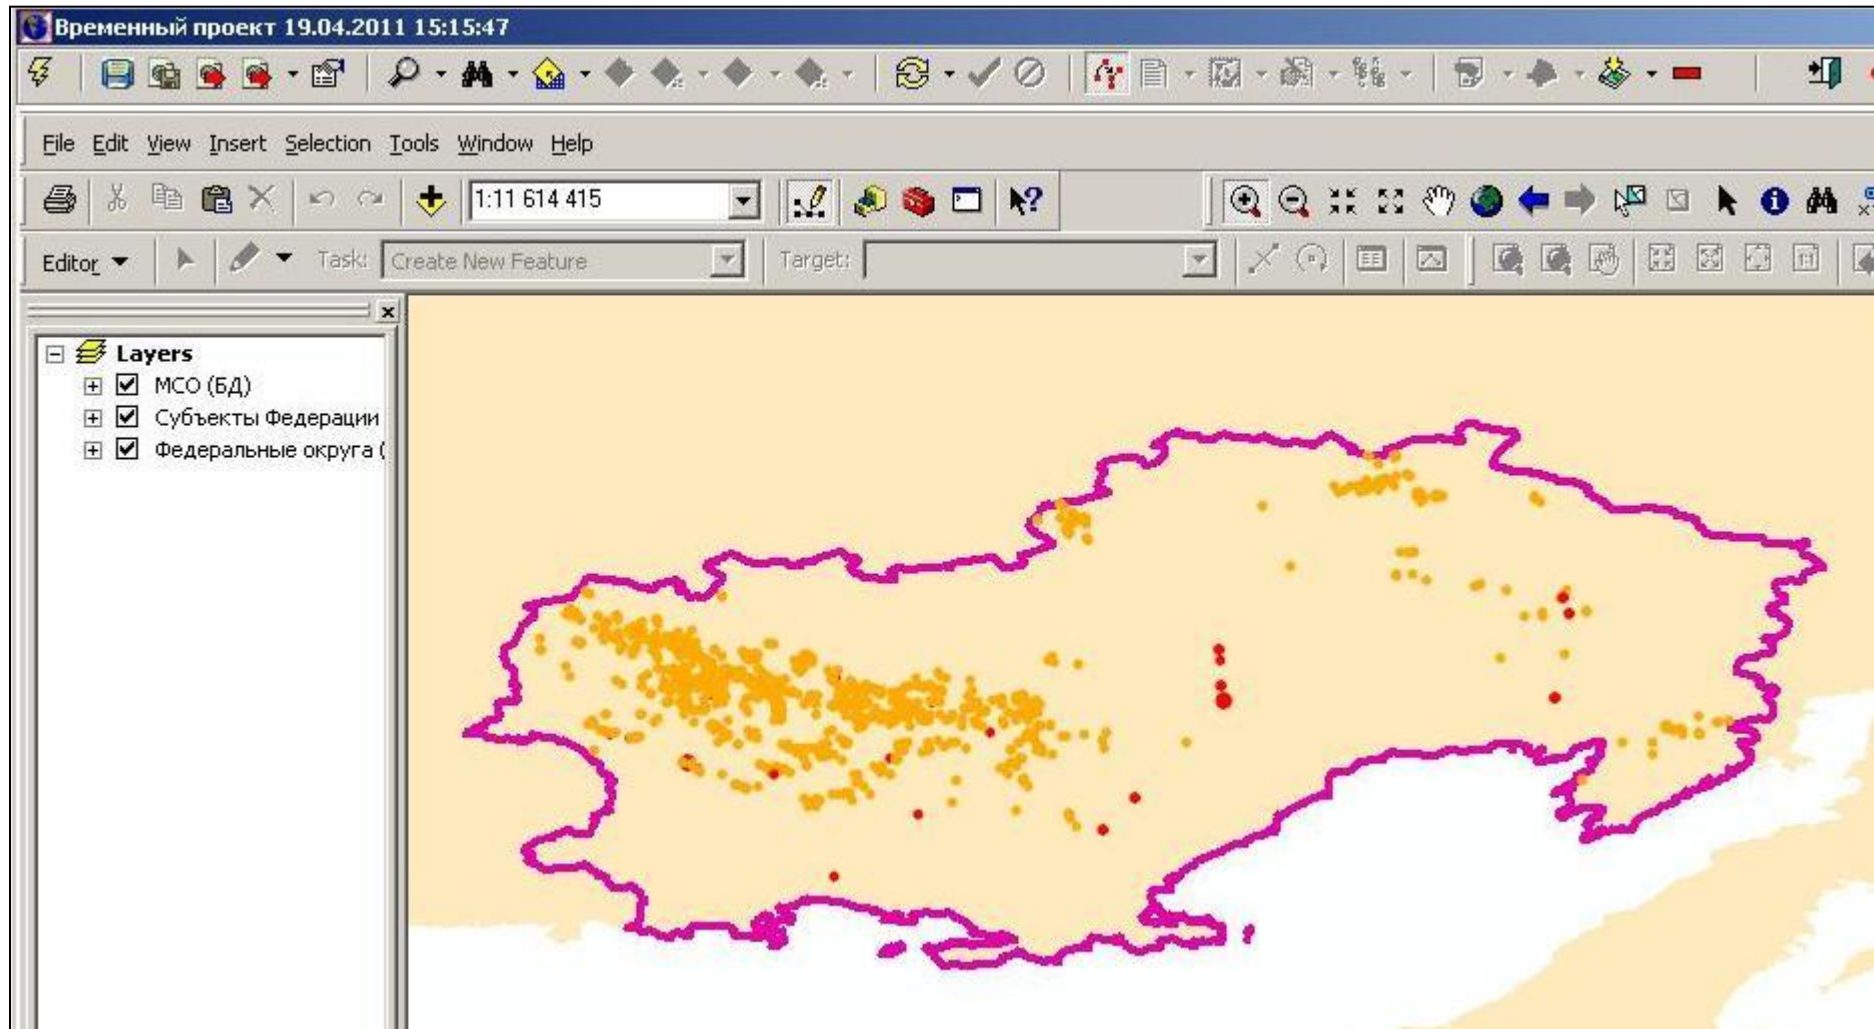 Временный проект 19.04.2011 15:15:47
File Edit View Insert Selection Tools Window Help
1:11 614 415
Editor Task: Create New Feature Target:
Layers
МСО (БД)
Субъекты Федерации
Федеральные округа (